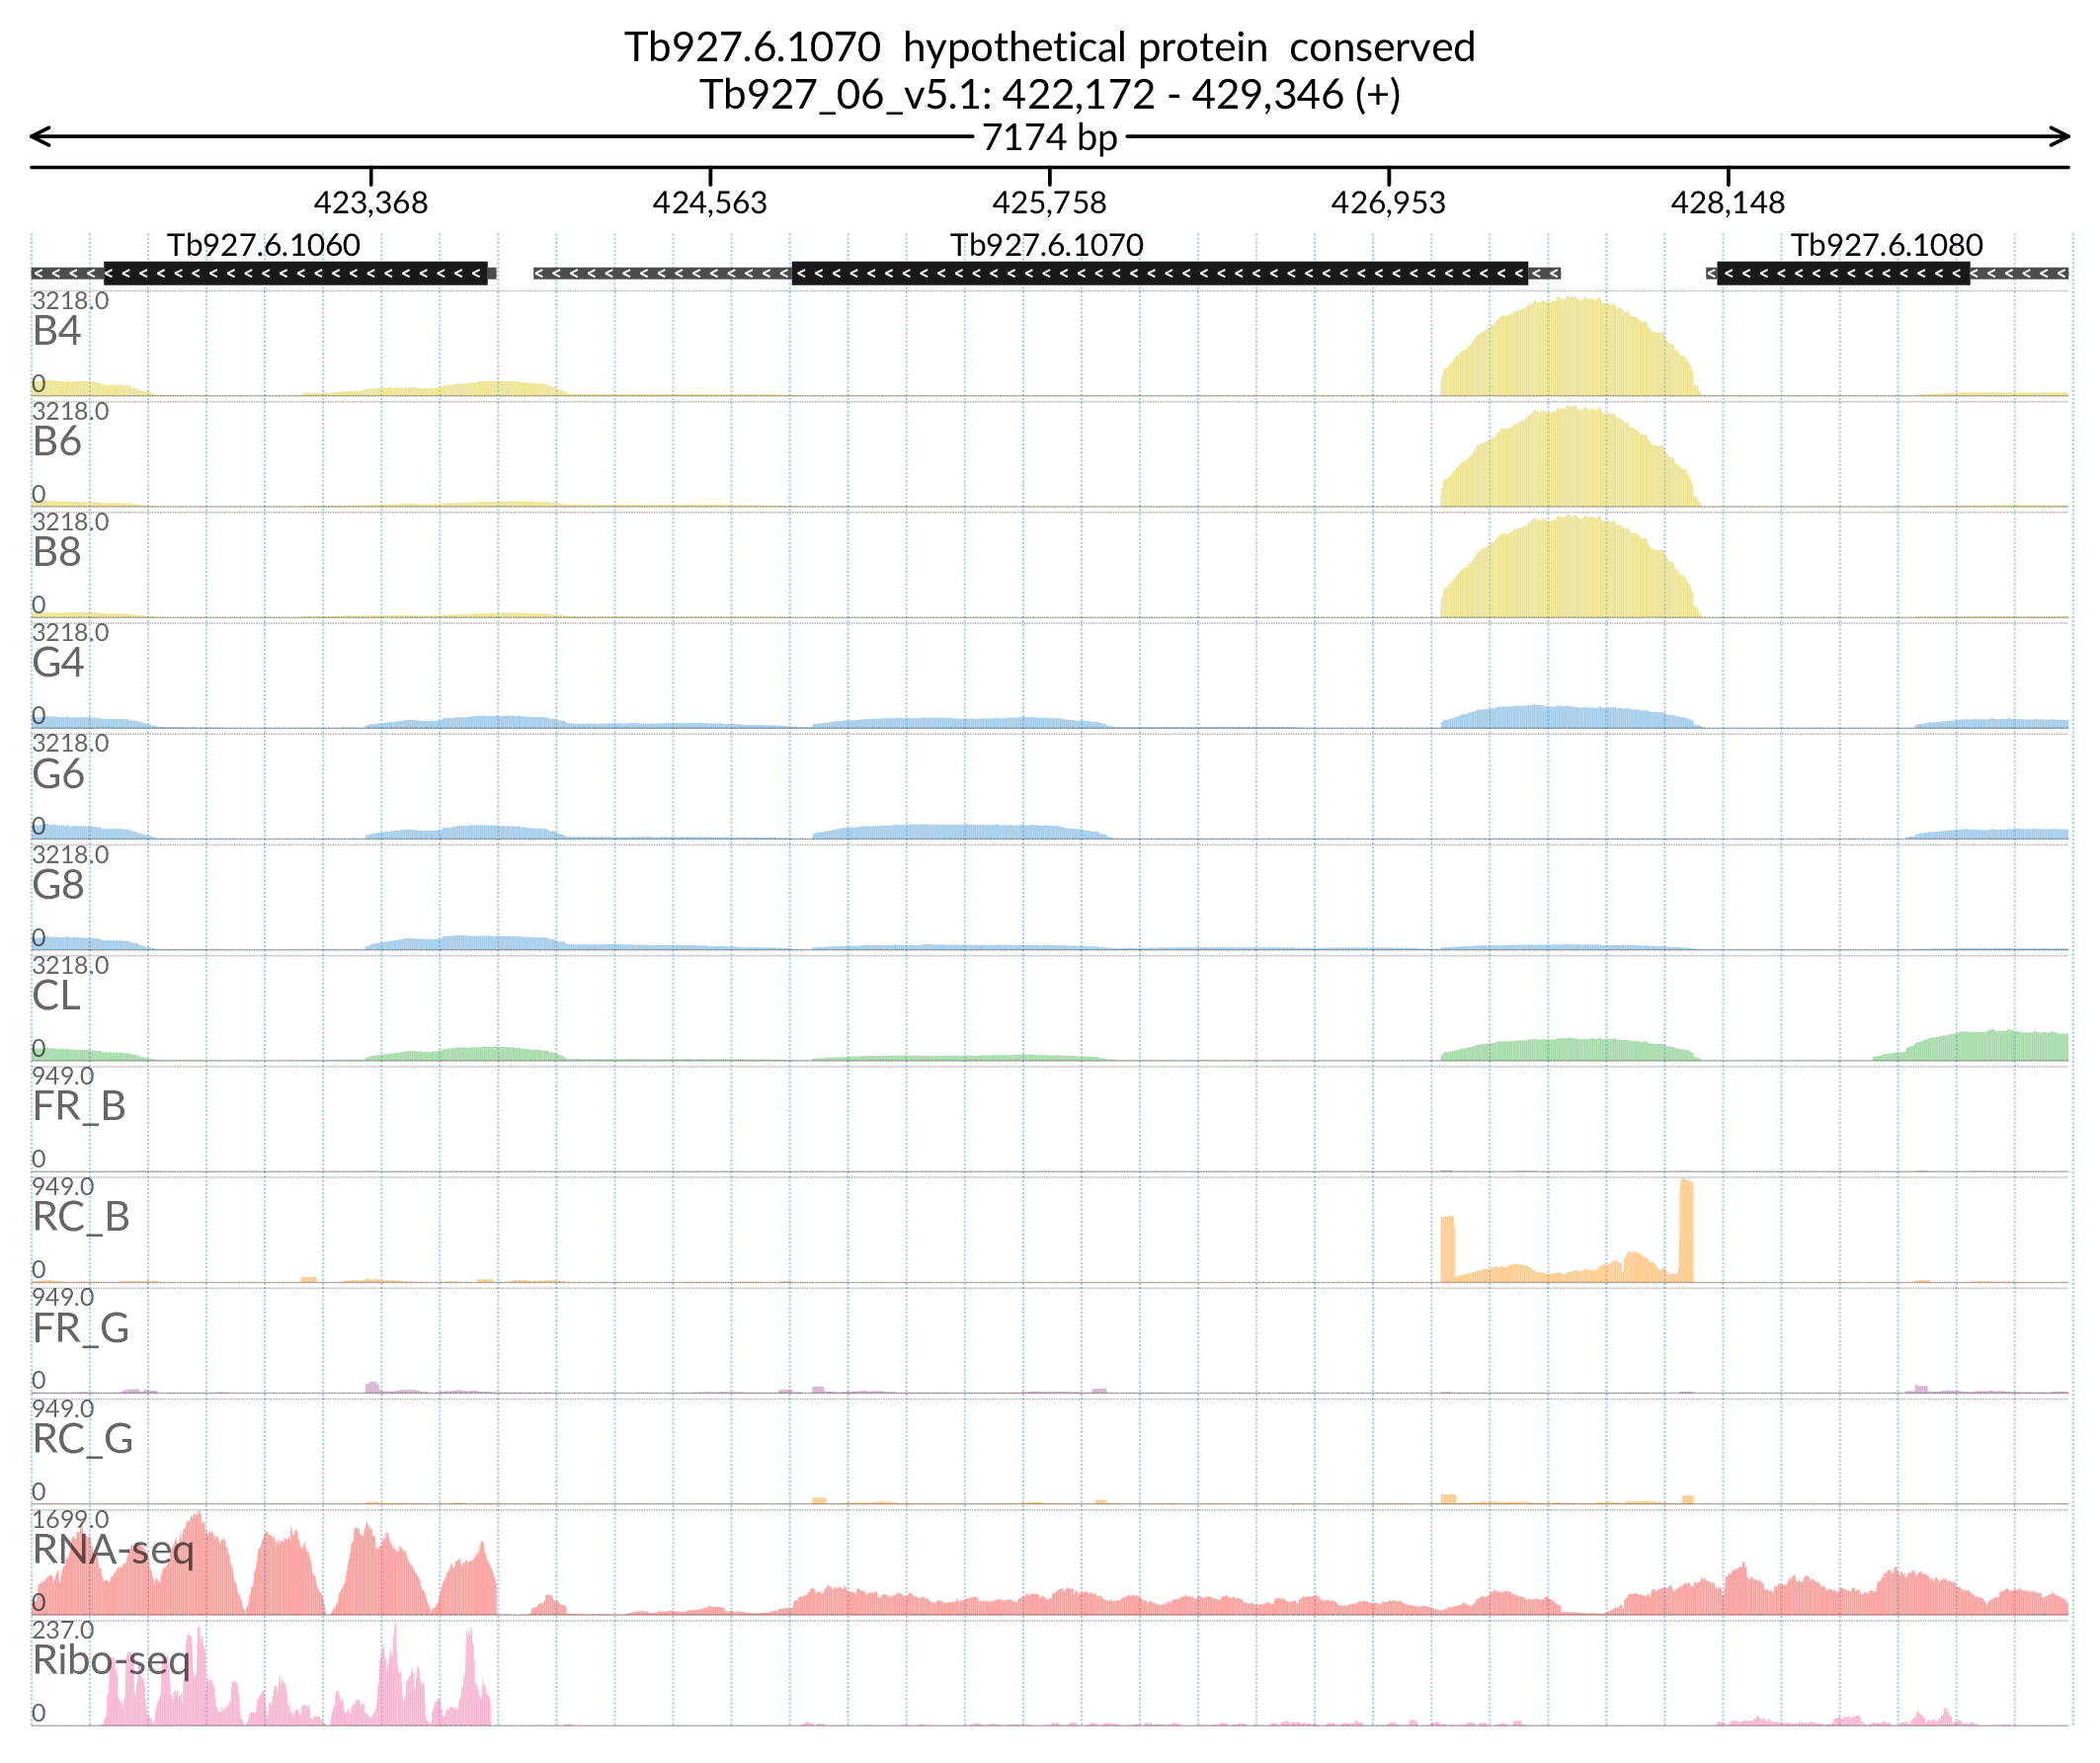 Tb927.6.1070 hypothetical protein conserved
Tb927_06_v5.1: 422,172 - 429,346 (+)
7174 bp
423,368 424,563 425,758 426,953 428,148
Tb927.6.1060 Tb927.6.1070 Tb927.6.1080
3218.0
B4
0
3218.0
B6
0
3218.0
B8
0
3218.0
G4
0
3218.0
G6
0
3218.0
G8
0
3218.0
CL
0
949.0
FR_B
0
949.0
RC_B
0
949.0
FR_G
0
949.0
RC_G
0
1699.0
RNA-seq
0
237.0
Ribo-seq
0